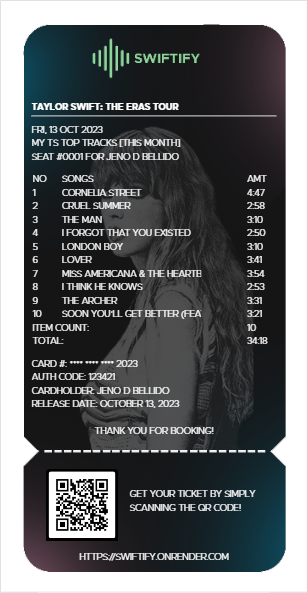 SWIFTIFY
TAYLOR SWIFT: THE ERAS TOUR
FRI, 13 OCT 2023
MY TS TOP TRACKS [THIS MONTH]
SEAT #0001 FOR JENO D BELLIDO
NO SONGS AMT
1 CORNELIA STREET 4:47
2 CRUEL SUMMER 2:58
3 THE MAN 3:10
4 I FORGOT THAT YOU EXISTED 2:50
5 LONDON BOY 3:10
6 LOVER 3:41
7 MISS AMERICANA & THE HEARTB 3:54
8 I THINK HE KNOWS 2:53
9 THE ARCHER 3:31
10 SOON YOU'LL GET BETTER (FEA 3:21
ITEM COUNT: 10
TOTAL: 34:18
CARD #: **** **** **** 2023
AUTH CODE: 123421
CARDHOLDER: JENO D BELLIDO
RELEASE DATE: OCTOBER 13, 2023
THANK YOU FOR BOOKING!
GET YOUR TICKET BY SIMPLY
SCANNING THE QR CODE!
HTTPS://SWIFTIFY.ONRENDER.COM